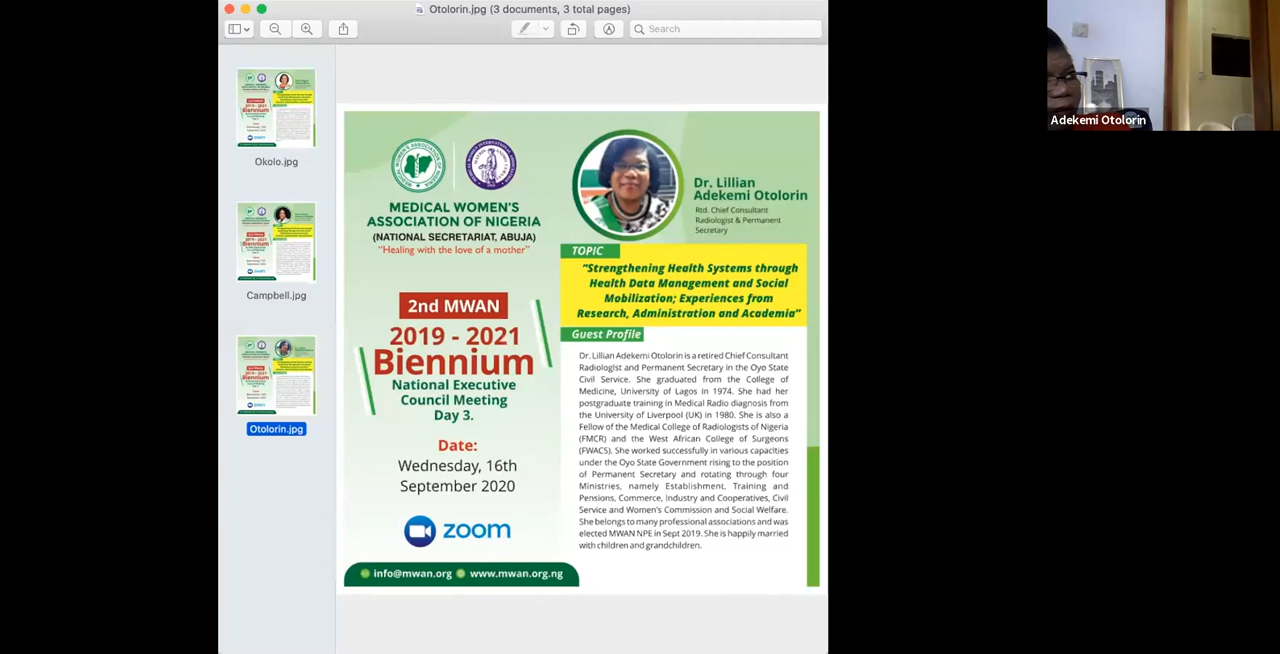 Otolorin.jpg (3 documents, 3 total pages)
Search
Okolo.jpg
Campbell.jpg
Otolorin.jpg
MEDICAL WOMEN'S
ASSOCIATION OF NIGERIA
(NATIONAL SECRETARIAT, ABUJA)
"Healing with the love of a mother"
2nd MWAN
2019 - 2021
Biennium
National Executive
Council Meeting
Day 3.
Date:
Wednesday, 16th
September 2020
zoom
info@mwan.org www.mwan.org.ng
Dr. Lillian
Adekemi Otolorin
Rtd. Chief Consultant
Radiologist & Permanent
Secretary
TOPIC
"Strengthening Health Systems through
Health Data Management and Social
Mobilization; Experiences from
Research, Administration and Academia"
Guest Profile
Dr. Lillian Adekemi Otolorin is a retired Chief Consultant
Radiologist and Permanent Secretary in the Oyo State
Civil Service. She graduated from the College of
Medicine, University of Lagos in 1974. She had her
postgraduate training in Medical Radio diagnosis from
the University of Liverpool (UK) in 1980. She is also a
Fellow of the Medical College of Radiologists of Nigeria
(FMCR) and the West African College of Surgeons
(FWACS). She worked successfully in various capacities
under the Oyo State Government rising to the position
of Permanent Secretary and rotating through four
Ministries, namely Establishment, Training and
Pensions, Commerce, Industry and Cooperatives, Civil
Service and Women's Commission and Social Welfare.
She belongs to many professional associations and was
elected MWAN NPE in Sept 2019. She is happily married
with children and grandchildren.
Adekemi Otolorin